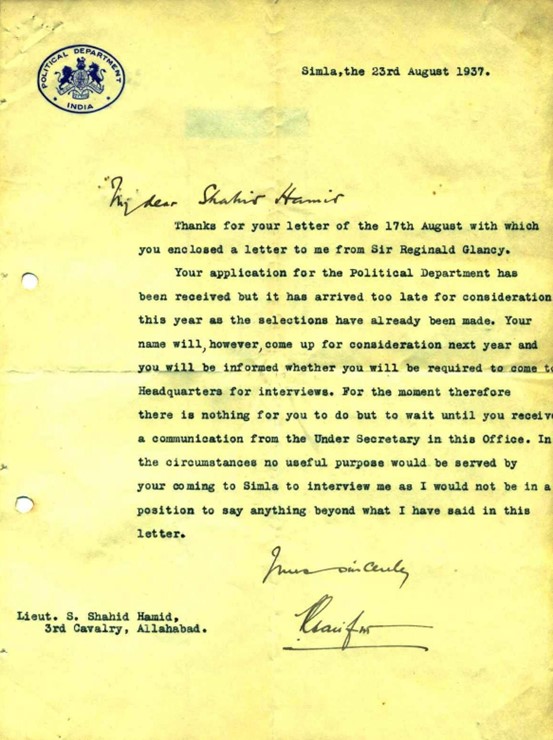 POLITICAL DEPARTMENT
INDIA
Simla, the 23rd August 1937.
My dear Shahid Hamid
Thanks for your letter of the 17th August with which
you enclosed a letter to me from Sir Reginald Glancy.
Your application for the Political Department has
been received but it has arrived too late for consideration
this year as the selections have already been made. Your
name will, however, come up for consideration next year and
you will be informed whether you will be required to come to
Headquarters for interviews. For the moment therefore
there is nothing for you to do but to wait until you receive
a communication from the Under Secretary in this Office. In
the circumstances no useful purpose would be served by
your coming to Simla to interview me as I would not be in a
position to say anything beyond what I have said in this
letter.
Yours sincerely
Lieut. S. Shahid Hamid,
3rd Cavalry, Allahabad.